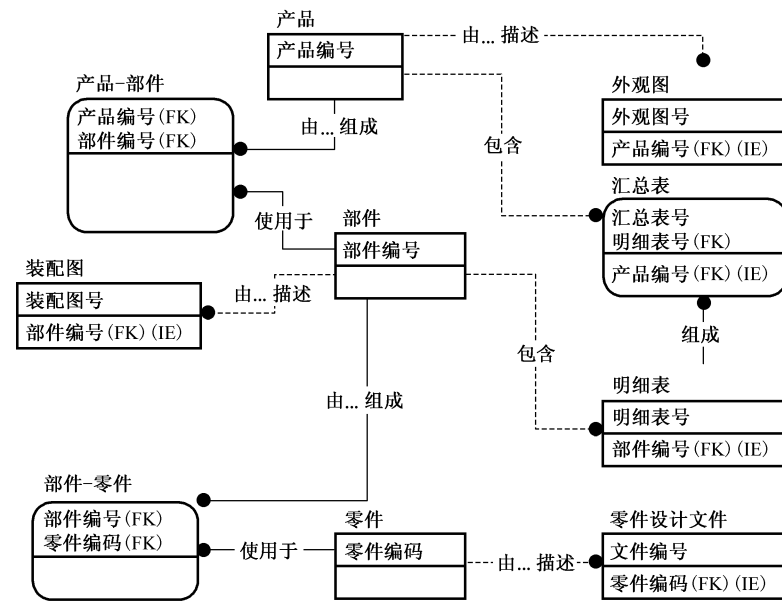 产品
产品编号
由... 描述
外观图
外观图号
产品编号(FK)(IE)
产品-部件
产品编号(FK)
部件编号(FK)
由... 组成
包含
汇总表
汇总表号
明细表号(FK)
产品编号(FK)(IE)
使用于
部件
部件编号
装配图
装配图号
部件编号(FK)(IE)
由... 描述
组成
包含
明细表
明细表号
部件编号(FK)(IE)
由... 组成
部件-零件
部件编号(FK)
零件编码(FK)
使用于
零件
零件编码
由... 描述
零件设计文件
文件编号
零件编码(FK)(IE)